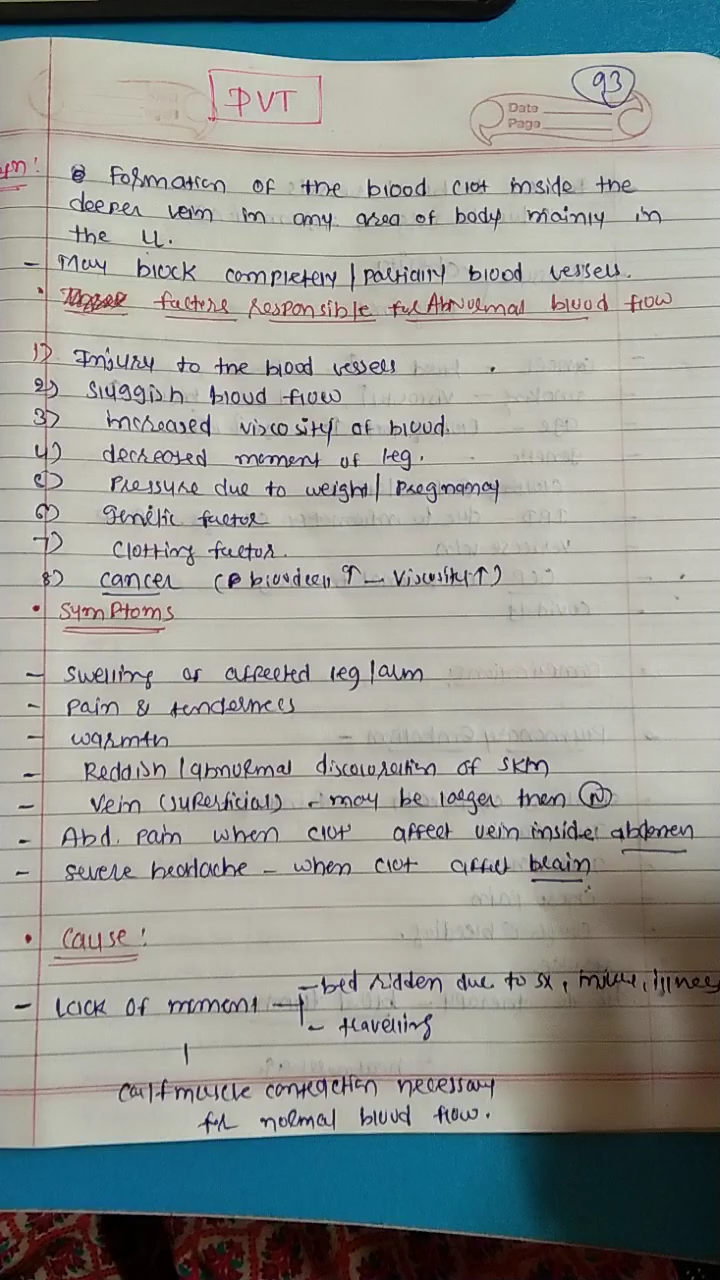 DVT
93
Date
Page
• Formation of the blood clot inside the
deeper vein in any area of body mainly in
the LL.
- May block completely / partially blood vessels.
• factors responsible for Abnormal blood flow
1) Injury to the blood vessels
2) Sluggish blood flow
3) increased viscosity of blood.
4) decreased moment of leg.
5) Pressure due to weight / Pregnancy
6) genetic factor
7) Clotting factor.
8) cancer ( ↑ – Viscosity ↑)
• Symptoms
- Swelling of affected leg / arm
- Pain & tenderness
- warmth
- Reddish / abnormal discoloration of skin
- Vein (superficial) - may be larger then (N)
- Abd. pain when clot affect vein inside abdomen
- severe headache - when clot affect brain
• Cause:
- Lack of moment - bed ridden due to sx, illness
- travelling
calf muscle contraction necessary
for normal blood flow.